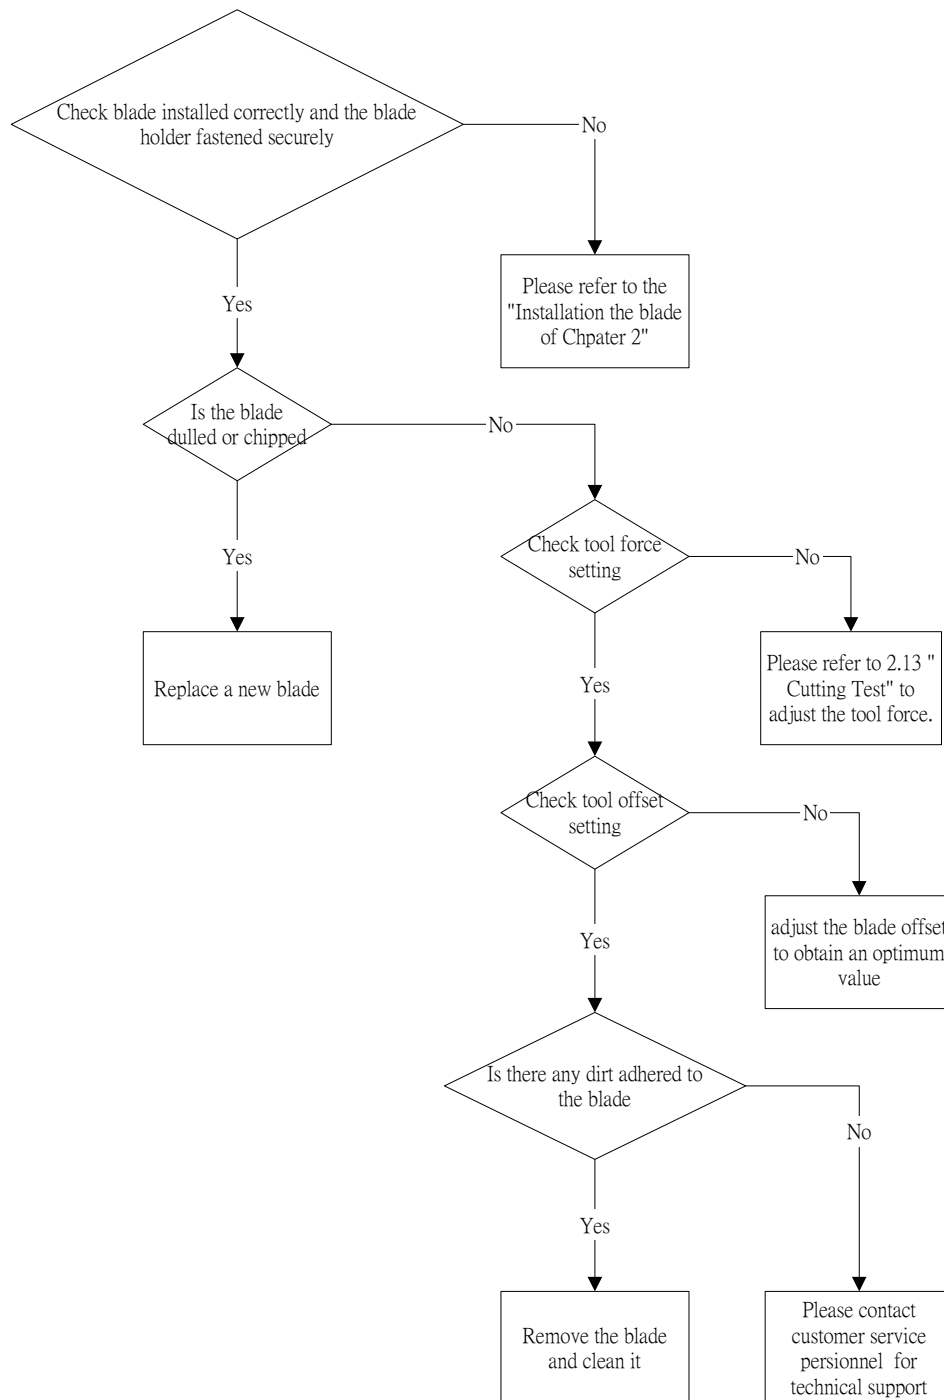 Check blade installed correctly and the blade
holder fastened securely
No
Please refer to the
"Installation the blade
of Chpater 2"
Yes
Is the blade
dulled or chipped
No
Yes
Check tool force
setting
No
Replace a new blade
Yes
Please refer to 2.13 "
Cutting Test" to
adjust the tool force.
Check tool offset
setting
No
adjust the blade offset
to obtain an optimum
value
Yes
Is there any dirt adhered to
the blade
No
Yes
Remove the blade
and clean it
Please contact
customer service
persionnel for
technical support